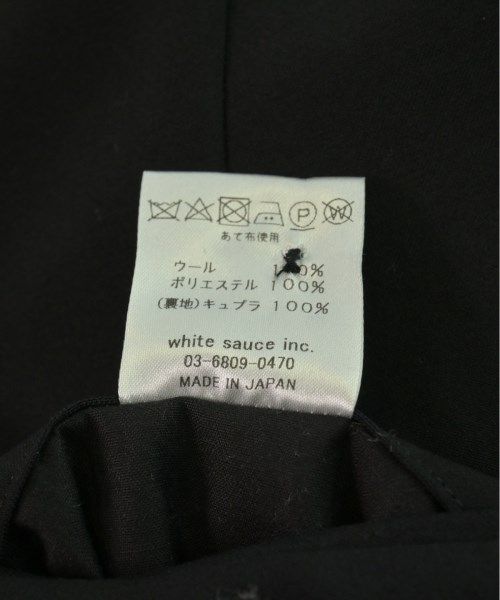 あて布使用
ウール 100%
ポリエステル 100%
(裏地)キュプラ 100%
white sauce inc.
03-6809-0470
MADE IN JAPAN